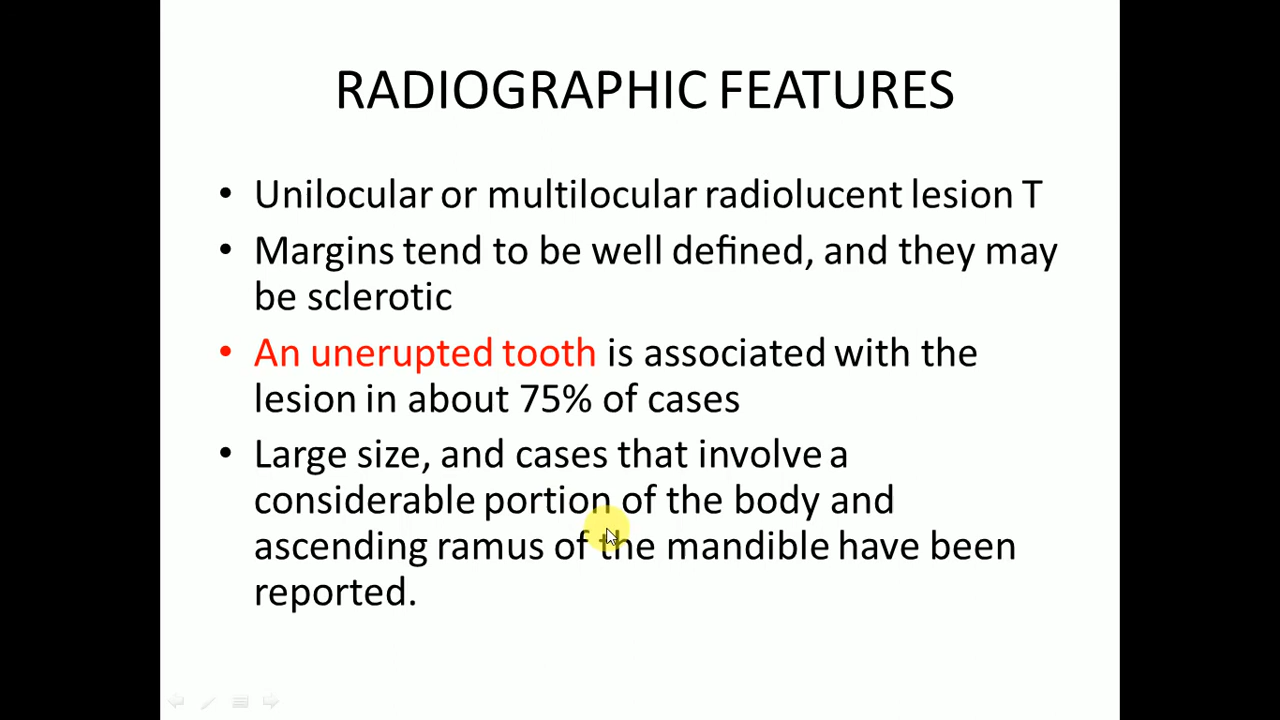 RADIOGRAPHIC FEATURES
• Unilocular or multilocular radiolucent lesion T
• Margins tend to be well defined, and they may
be sclerotic
• An unerupted tooth is associated with the
lesion in about 75% of cases
• Large size, and cases that involve a
considerable portion of the body and
ascending ramus of the mandible have been
reported.